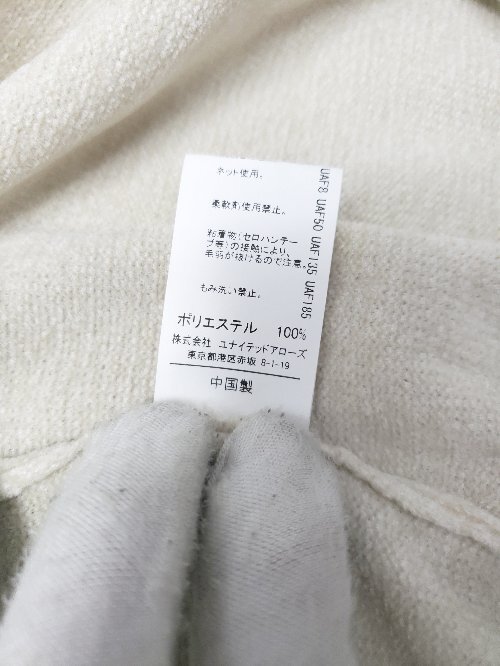 ネット使用。
柔軟剤使用禁止。
粘着物(セロハンテー
プ等)の接触により、
毛羽が抜けるので注意。
もみ洗い禁止。
ポリエステル 100%
株式会社 ユナイテッドアローズ
東京都港区赤坂 8-1-19
中国製
UAF8 UAF50 UAF135 UAF185